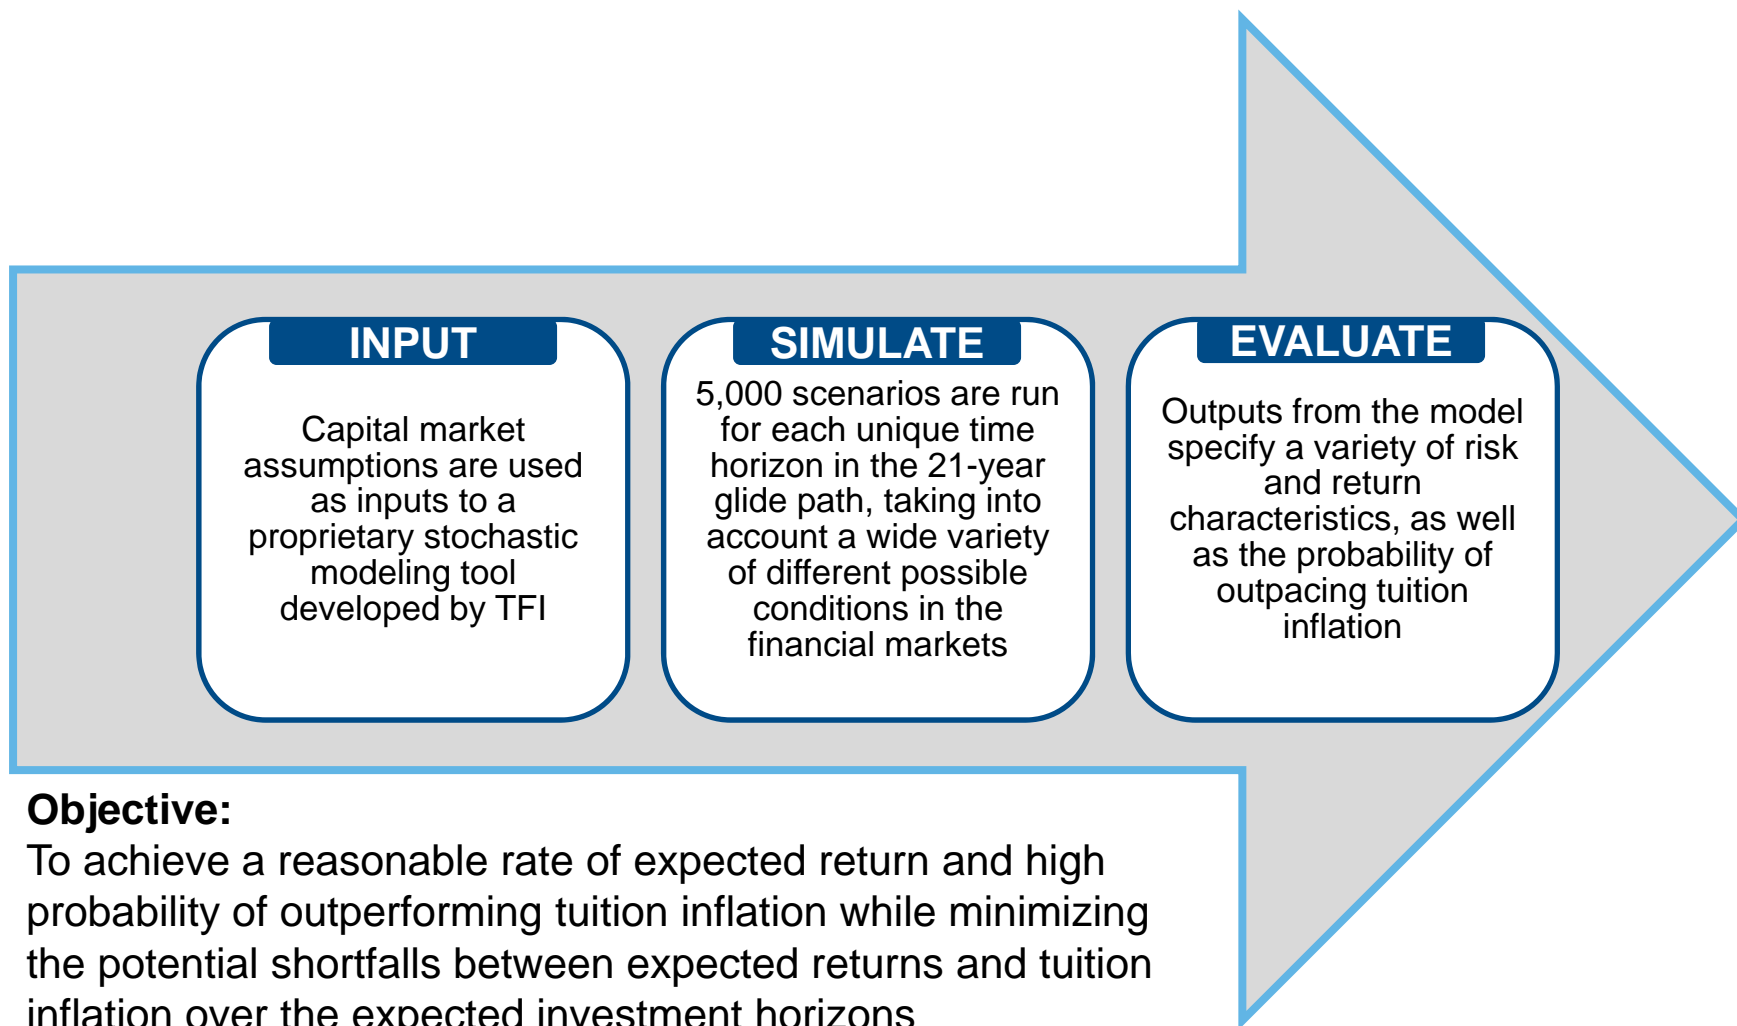 INPUT
Capital market
assumptions are used
as inputs to a
proprietary stochastic
modeling tool
developed by TFI
SIMULATE
5,000 scenarios are run
for each unique time
horizon in the 21-year
glide path, taking into
account a wide variety
of different possible
conditions in the
financial markets
EVALUATE
Outputs from the model
specify a variety of risk
and return
characteristics, as well
as the probability of
outpacing tuition
inflation
Objective:
To achieve a reasonable rate of expected return and high
probability of outperforming tuition inflation while minimizing
the potential shortfalls between expected returns and tuition
inflation over the expected investment horizons